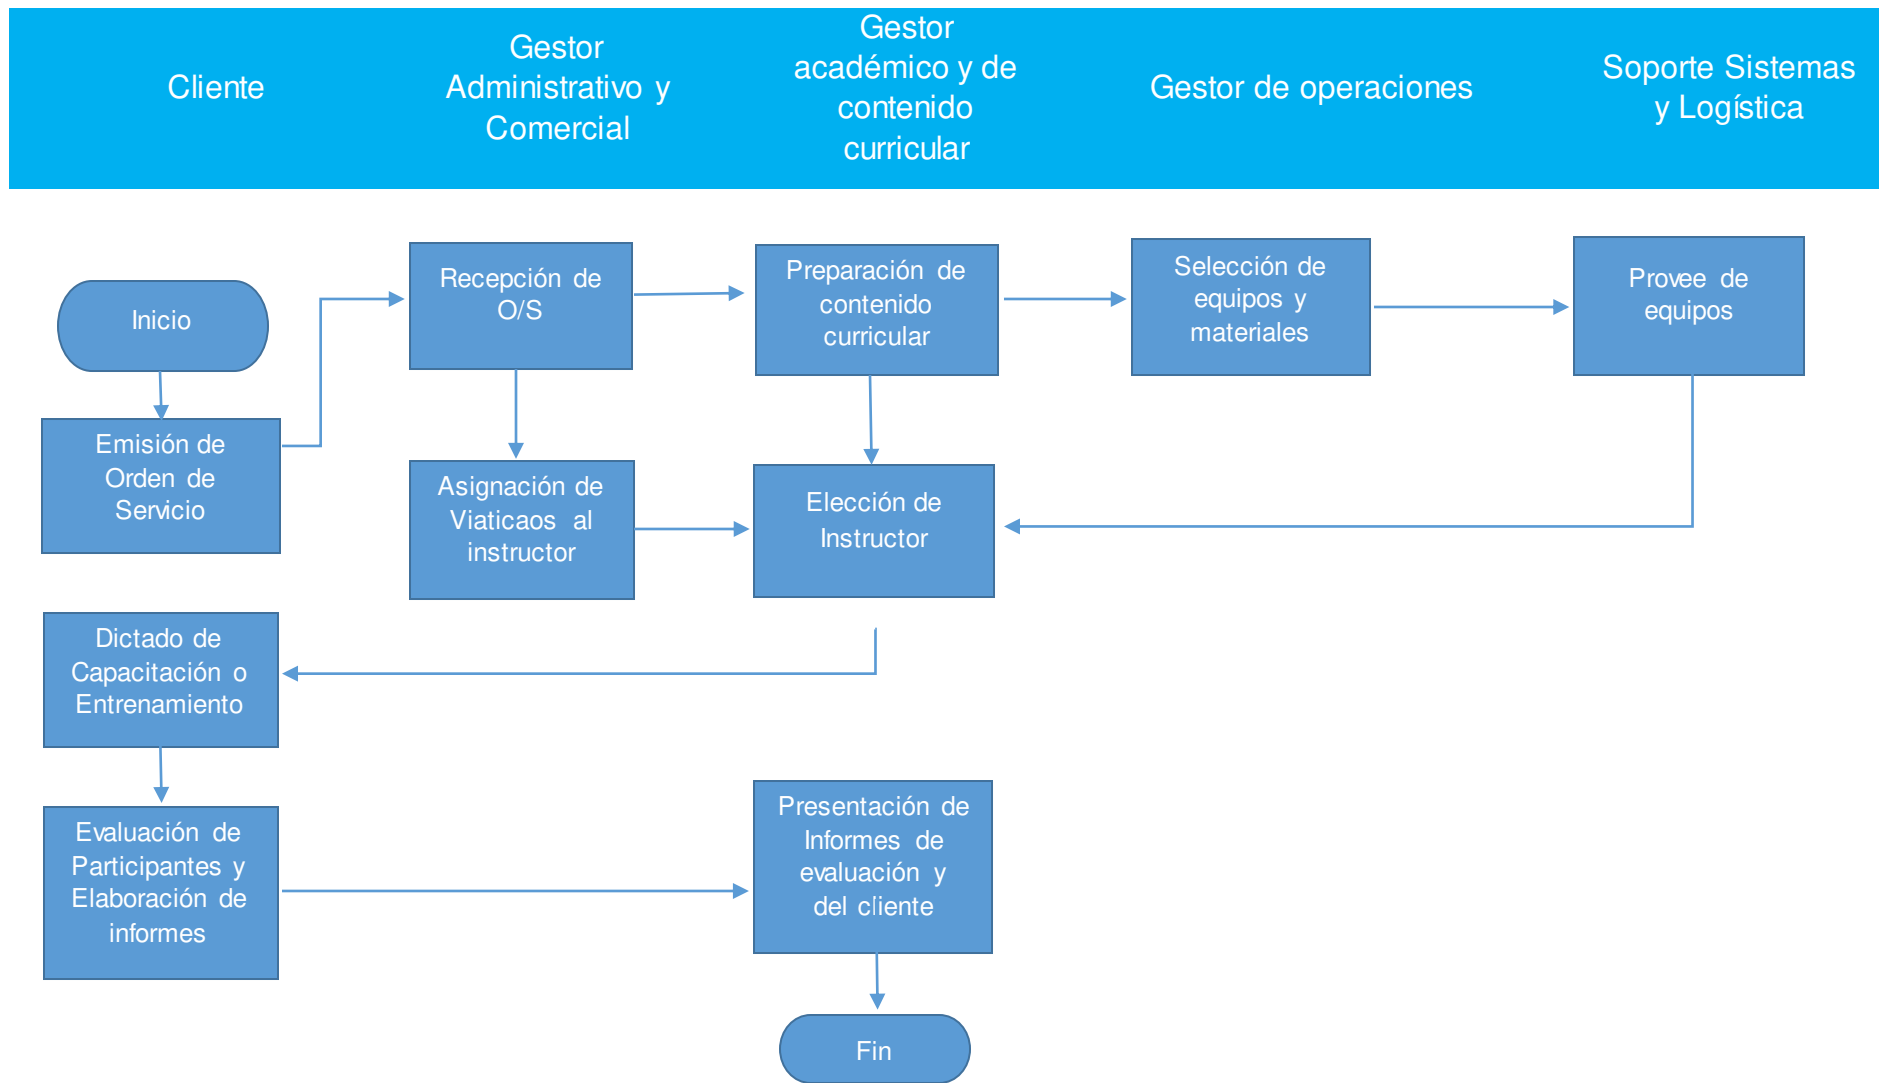 Cliente
Gestor
Administrativo y
Comercial
Gestor
académico y de
contenido
curricular
Gestor de operaciones
Soporte Sistemas
y Logística
Inicio
Recepción de
O/S
Preparación de
contenido
curricular
Selección de
equipos y
materiales
Provee de
equipos
Emisión de
Orden de
Servicio
Asignación de
Viaticaos al
instructor
Elección de
Instructor
Dictado de
Capacitación o
Entrenamiento
Evaluación de
Participantes y
Elaboración de
informes
Presentación de
Informes de
evaluación y
del cliente
Fin